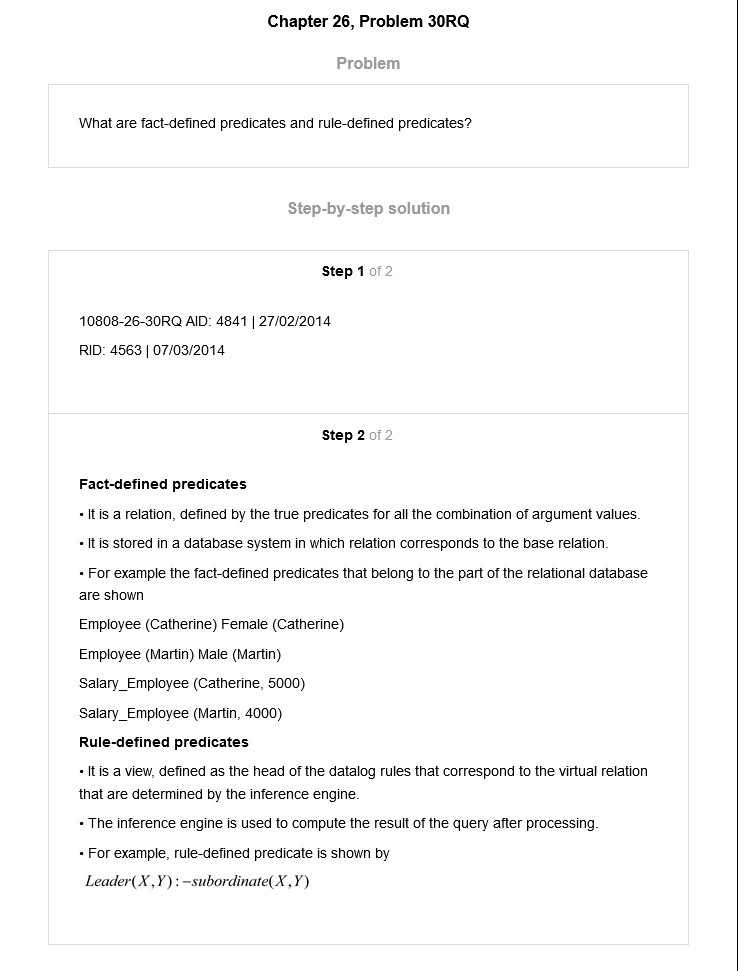 Chapter 26, Problem 30RQ
Problem
What are fact-defined predicates and rule-defined predicates?
Step-by-step solution
Step 1 of 2
10808-26-30RQ AID: 4841 | 27/02/2014
RID: 4563 | 07/03/2014
Step 2 of 2
Fact-defined predicates
• It is a relation, defined by the true predicates for all the combination of argument values.
• It is stored in a database system in which relation corresponds to the base relation.
• For example the fact-defined predicates that belong to the part of the relational database
are shown
Employee (Catherine) Female (Catherine)
Employee (Martin) Male (Martin)
Salary_Employee (Catherine, 5000)
Salary_Employee (Martin, 4000)
Rule-defined predicates
• It is a view, defined as the head of the datalog rules that correspond to the virtual relation
that are determined by the inference engine.
• The inference engine is used to compute the result of the query after processing.
• For example, rule-defined predicate is shown by
Leader(X,Y):−subordinate(X,Y)